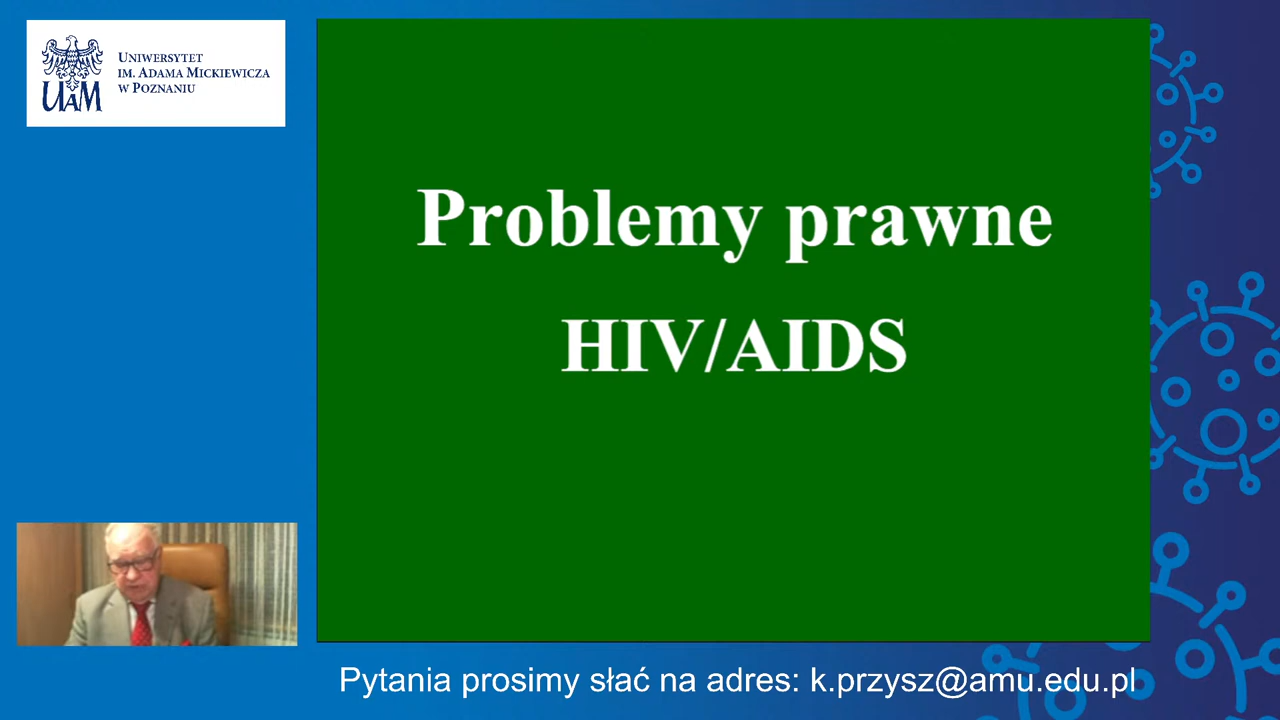 UNIWERSYTET
IM. ADAMA MICKIEWICZA
W POZNANIU
UAM
Problemy prawne
HIV/AIDS
Pytania prosimy słać na adres: k.przysz@amu.edu.pl